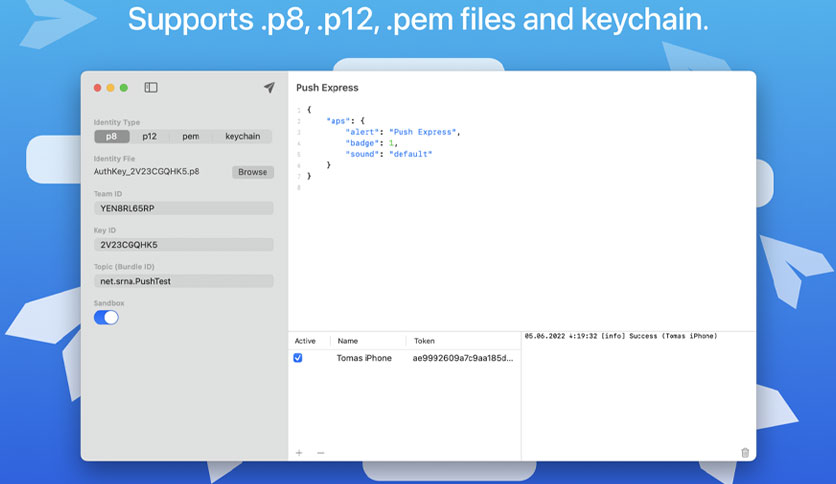 Supports .p8, .p12, .pem files and keychain.
Push Express
Identity Type
p8 p12 pem keychain
Identity File
AuthKey_2V23CGQHK5.p8 Browse
Team ID
YEN8RL65RP
Key ID
2V23CGQHK5
Topic (Bundle ID)
net.srna.PushTest
Sandbox
1 {
2 "aps": {
3 "alert": "Push Express",
4 "badge": 1,
5 "sound": "default"
6 }
7 }
8
Active Name Token
Tomas iPhone ae9992609a7c9aa185d...
05.06.2022 4:19:32 [info] Success (Tomas iPhone)